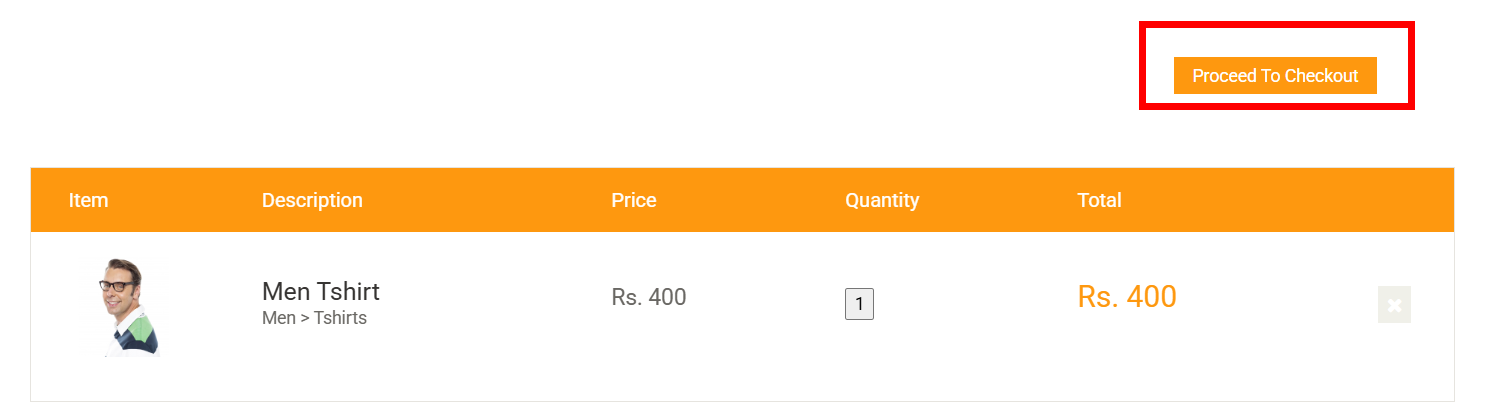 Proceed To Checkout
Item Description Price Quantity Total
Men Tshirt Rs. 400 1 Rs. 400
Men > Tshirts